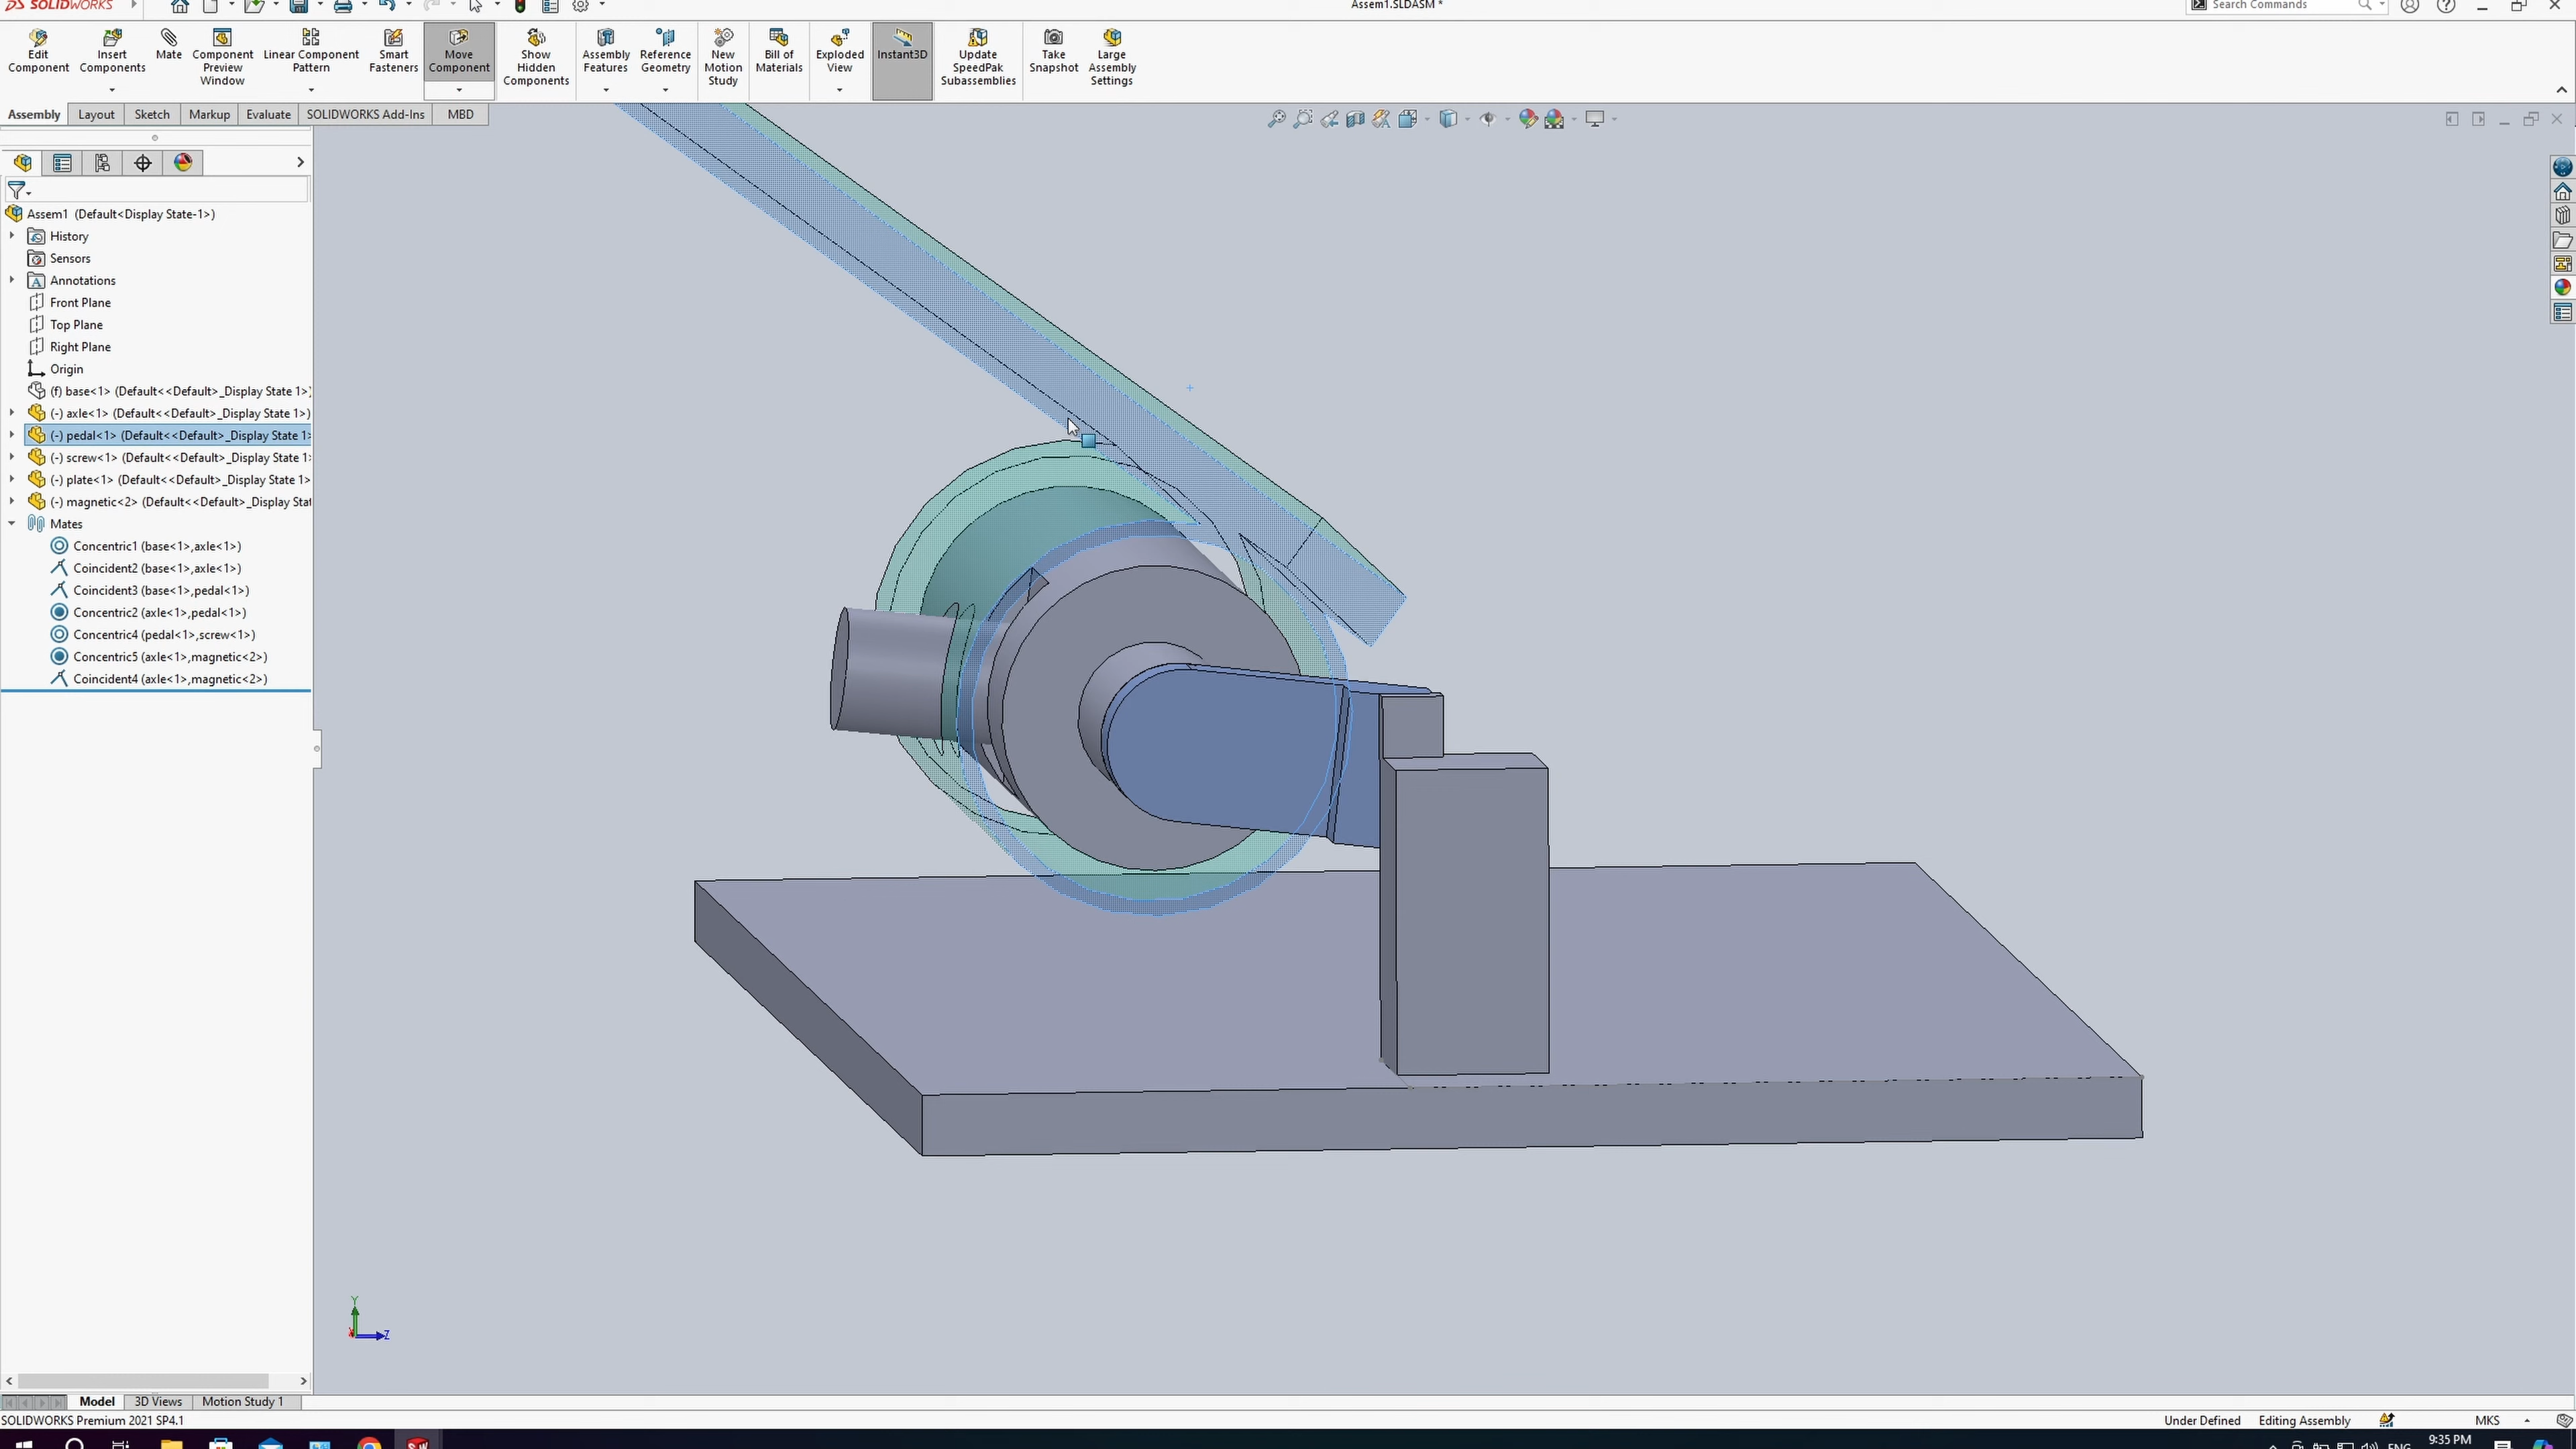 SOLIDWORKS
Assem1.SLDASM *
Search Commands
Edit Component
Insert Components
Mate
Component Preview Window
Linear Component Pattern
Smart Fasteners
Move Component
Show Hidden Components
Assembly Features
Reference Geometry
New Motion Study
Bill of Materials
Exploded View
Instant3D
Update SpeedPak Subassemblies
Take Snapshot
Large Assembly Settings
Assembly
Layout
Sketch
Markup
Evaluate
SOLIDWORKS Add-Ins
MBD
Assem1 (Default<Display State-1>)
History
Sensors
Annotations
Front Plane
Top Plane
Right Plane
Origin
(f) base<1> (Default<<Default>_Display State 1>)
(-) axle<1> (Default<<Default>_Display State 1>)
(-) pedal<1> (Default<<Default>_Display State 1>
(-) screw<1> (Default<<Default>_Display State 1>
(-) plate<1> (Default<<Default>_Display State 1>
(-) magnetic<2> (Default<<Default>_Display Stat
Mates
Concentric1 (base<1>,axle<1>)
Coincident2 (base<1>,axle<1>)
Coincident3 (base<1>,pedal<1>)
Concentric2 (axle<1>,pedal<1>)
Concentric4 (pedal<1>,screw<1>)
Concentric5 (axle<1>,magnetic<2>)
Coincident4 (axle<1>,magnetic<2>)
Y
Z
Model
3D Views
Motion Study 1
SOLIDWORKS Premium 2021 SP4.1
Under Defined
Editing Assembly
MKS
ENG
9:35 PM